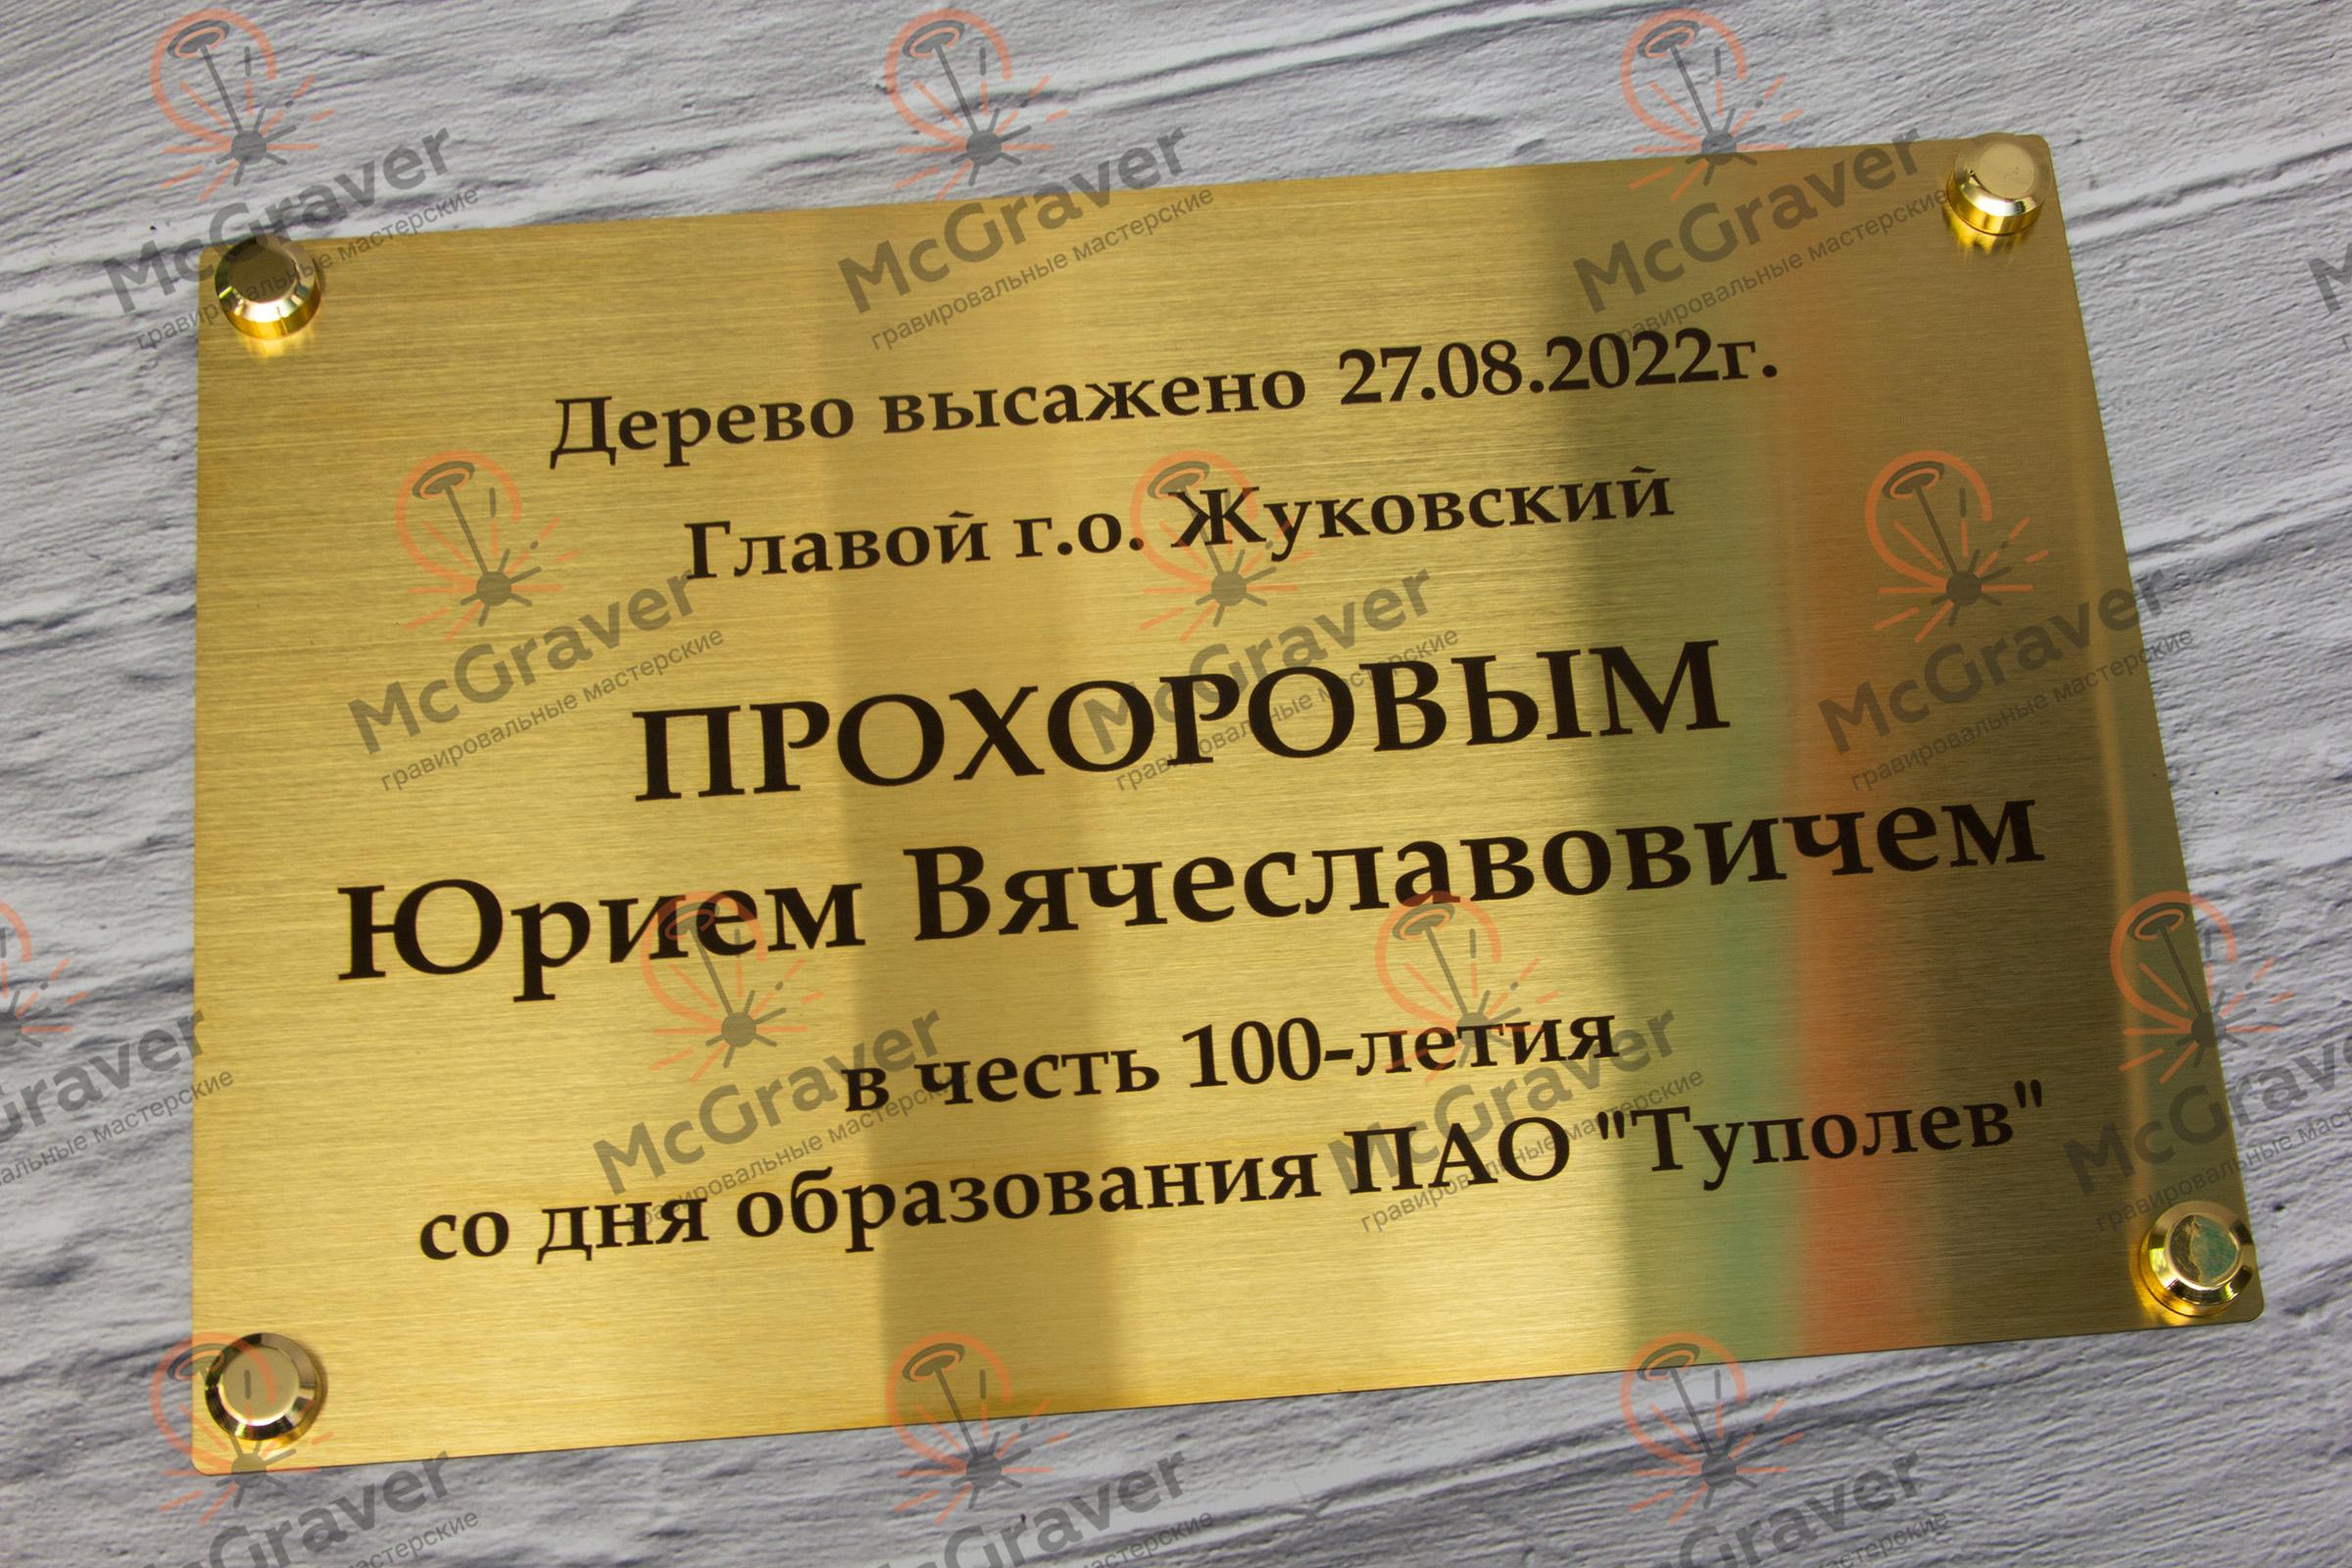 Дерево высажено 27.08.2022г.
Главой г.о. Жуковский
ПРОХОРОВЫМ
Юрием Вячеславовичем
в честь 100-летия
со дня образования ПАО "Туполев"
McGraver
гравировальные мастерские